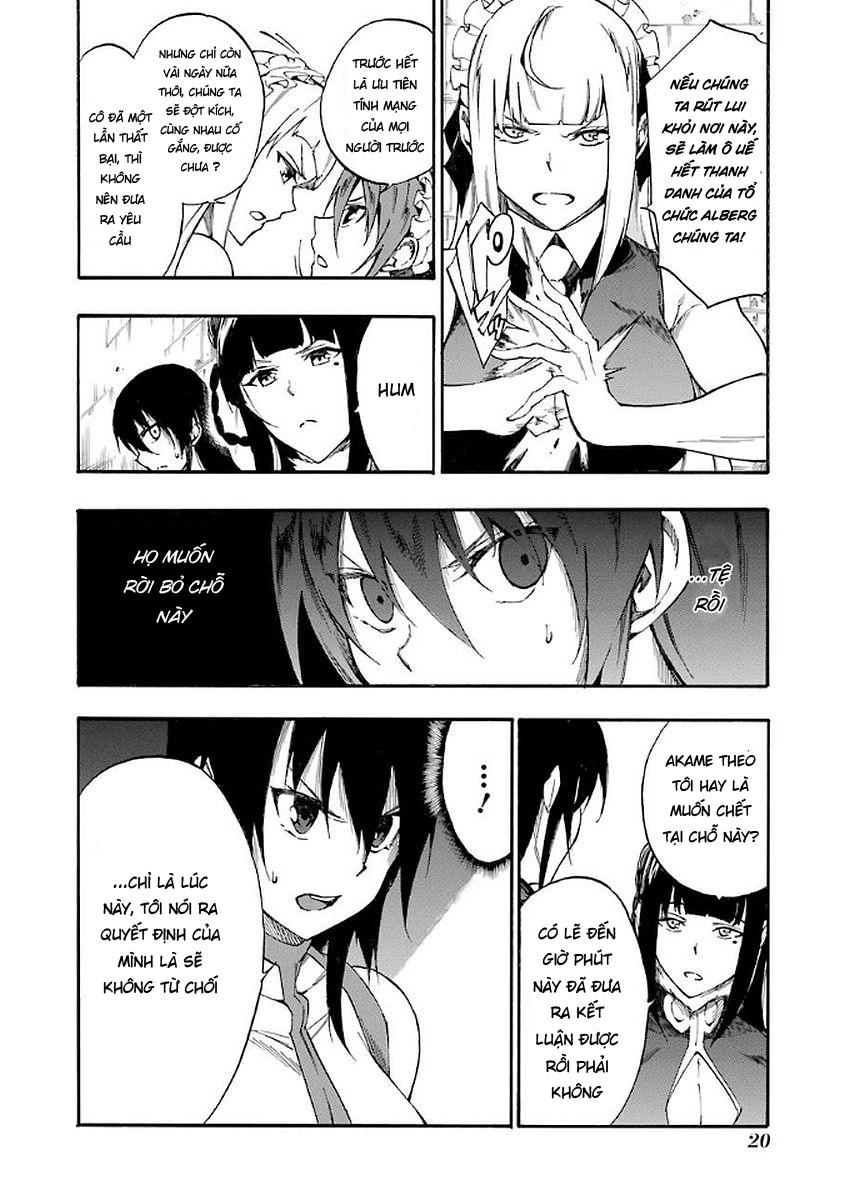 NẾU CHÚNG
TA RÚT LUI
KHỎI NƠI NÀY,
SẼ LÀM Ô UẾ
HẾT THANH
DANH CỦA TỔ
CHỨC ALBERG
CHÚNG TA!
TRƯỚC HẾT
LÀ ƯU TIÊN
TÍNH MẠNG
CỦA MỌI
NGƯỜI TRƯỚC
NHƯNG CHỈ CÒN
VÀI NGÀY NỮA
THÔI, CHÚNG TA
SẼ ĐỘT KÍCH,
CÙNG NHAU CỐ
GẮNG, ĐƯỢC
CHƯA ?
CÔ ĐÃ MỘT
LẦN THẤT
BẠI, THÌ
KHÔNG
NÊN ĐƯA
RA YÊU
CẦU
HUM
...TỆ
RỒI
HỌ MUỐN
RỜI BỎ CHỖ
NÀY
AKAME THEO
TÔI HAY LÀ
MUỐN CHẾT
TẠI CHỖ NÀY?
CÓ LẼ ĐẾN
GIỜ PHÚT
NÀY ĐÃ ĐƯA
RA KẾT
LUẬN ĐƯỢC
RỒI PHẢI
KHÔNG
...!
...CHỈ LÀ LÚC
NÀY, TÔI NÓI RA
QUYẾT ĐỊNH CỦA
MÌNH LÀ SẼ
KHÔNG TỪ CHỐI
20